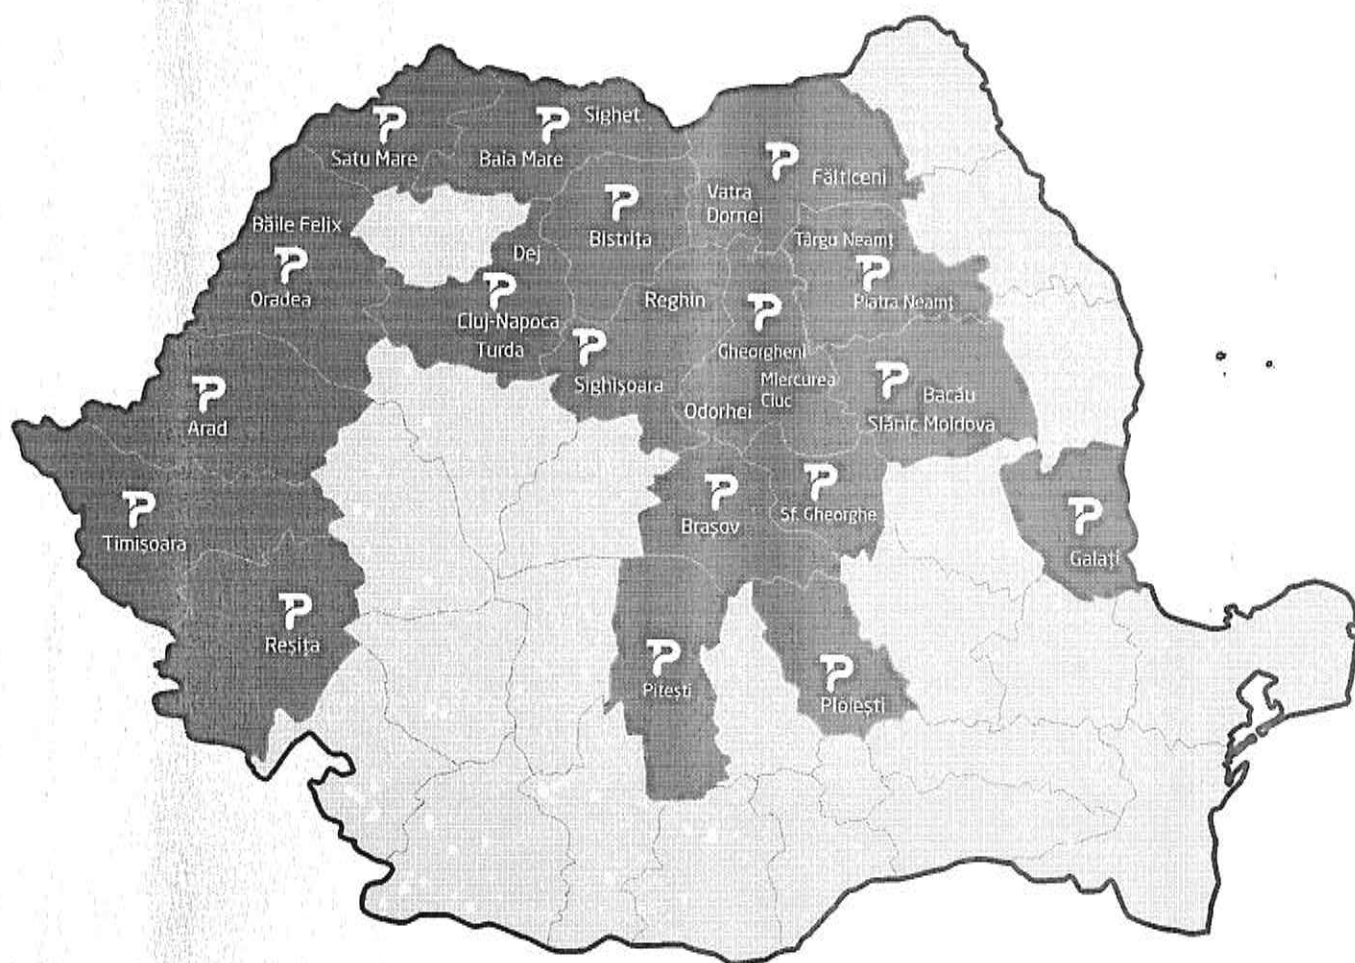 Sighet
Satu Mare
Baia Mare
Fălticeni
Vatra
Dornei
Băile Felix
Bistrița
Târgu Neamț
Dej
Oradea
Reghin
Piatra Neamț
Cluj-Napoca
Turda
Gheorgheni
Sighișoara
Miercurea
Ciuc
Bacău
Odorhei
Slănic Moldova
Arad
Brașov
Sf. Gheorghe
Timișoara
Galați
Reșița
Pitești
Ploiești